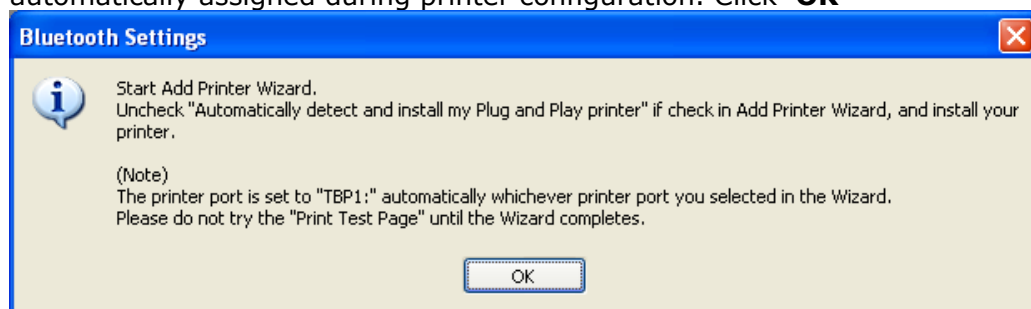 automatically assigned during printer configuration. Click "OK"
Bluetooth Settings
Start Add Printer Wizard.
Uncheck "Automatically detect and install my Plug and Play printer" if check in Add Printer Wizard, and install your
printer.
(Note)
The printer port is set to "TBP1:" automatically whichever printer port you selected in the Wizard.
Please do not try the "Print Test Page" until the Wizard completes.
OK